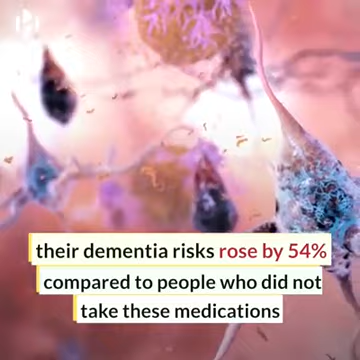 their dementia risks rose by 54%
compared to people who did not
take these medications